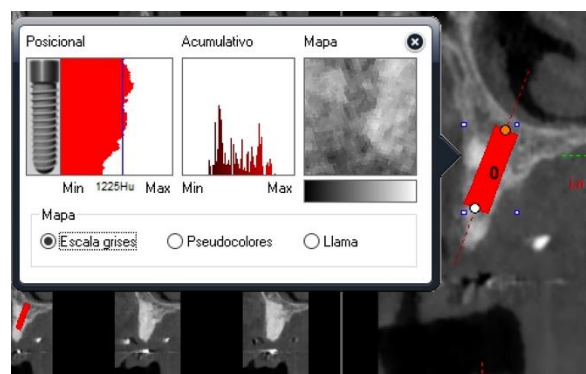 Posicional Acumulativo Mapa
Min 1225Hu Max Min Max
Mapa
Escala grises Pseudocolores Llama
0